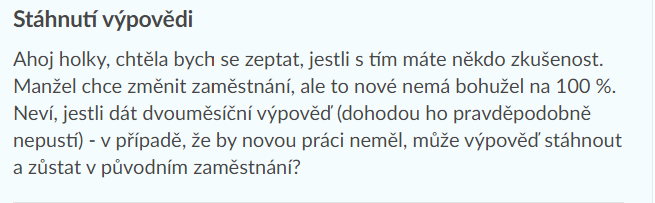 Stáhnutí výpovědi
Ahoj holky, chtěla bych se zeptat, jestli s tím máte někdo zkušenost.
Manžel chce změnit zaměstnání, ale to nové nemá bohužel na 100 %.
Neví, jestli dát dvouměsíční výpověď (dohodou ho pravděpodobně
nepustí) - v případě, že by novou práci neměl, může výpověď stáhnout
a zůstat v původním zaměstnání?